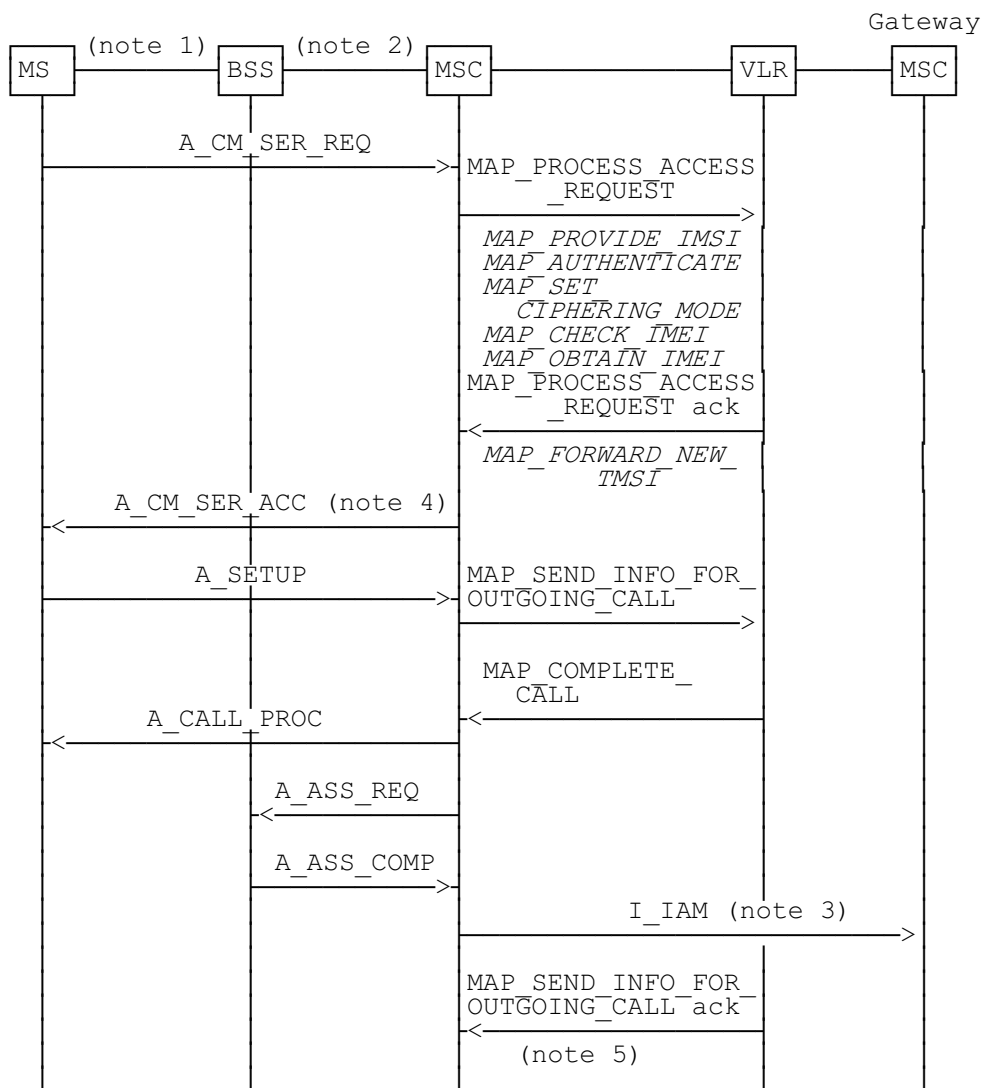 Gateway
(note 1) (note 2)
MS BSS MSC VLR MSC
A_CM_SER_REQ
MAP_PROCESS_ACCESS
_REQUEST
MAP_PROVIDE_IMSI
MAP_AUTHENTICATE
MAP_SET_
CIPHERING_MODE
MAP_CHECK_IMEI
MAP_OBTAIN_IMEI
MAP_PROCESS_ACCESS
_REQUEST ack
MAP_FORWARD_NEW_
TMSI
A_CM_SER_ACC (note 4)
A_SETUP
MAP_SEND_INFO_FOR_
OUTGOING_CALL
MAP_COMPLETE_
CALL
A_CALL_PROC
A_ASS_REQ
A_ASS_COMP
I_IAM (note 3)
MAP_SEND_INFO_FOR_
OUTGOING_CALL ack
(note 5)